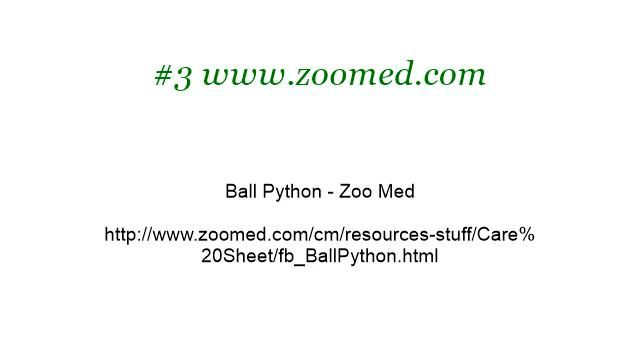 #3 www.zoomed.com
Ball Python - Zoo Med
http://www.zoomed.com/cm/resources-stuff/Care%
20Sheet/fb_BallPython.html